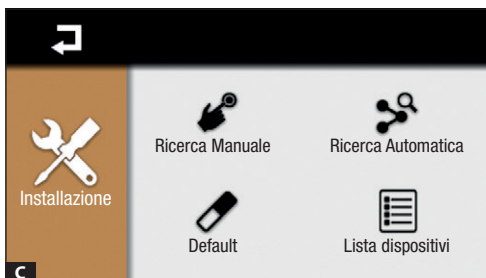 Ricerca Manuale
Ricerca Automatica
Installazione
Default
Lista dispositivi
C